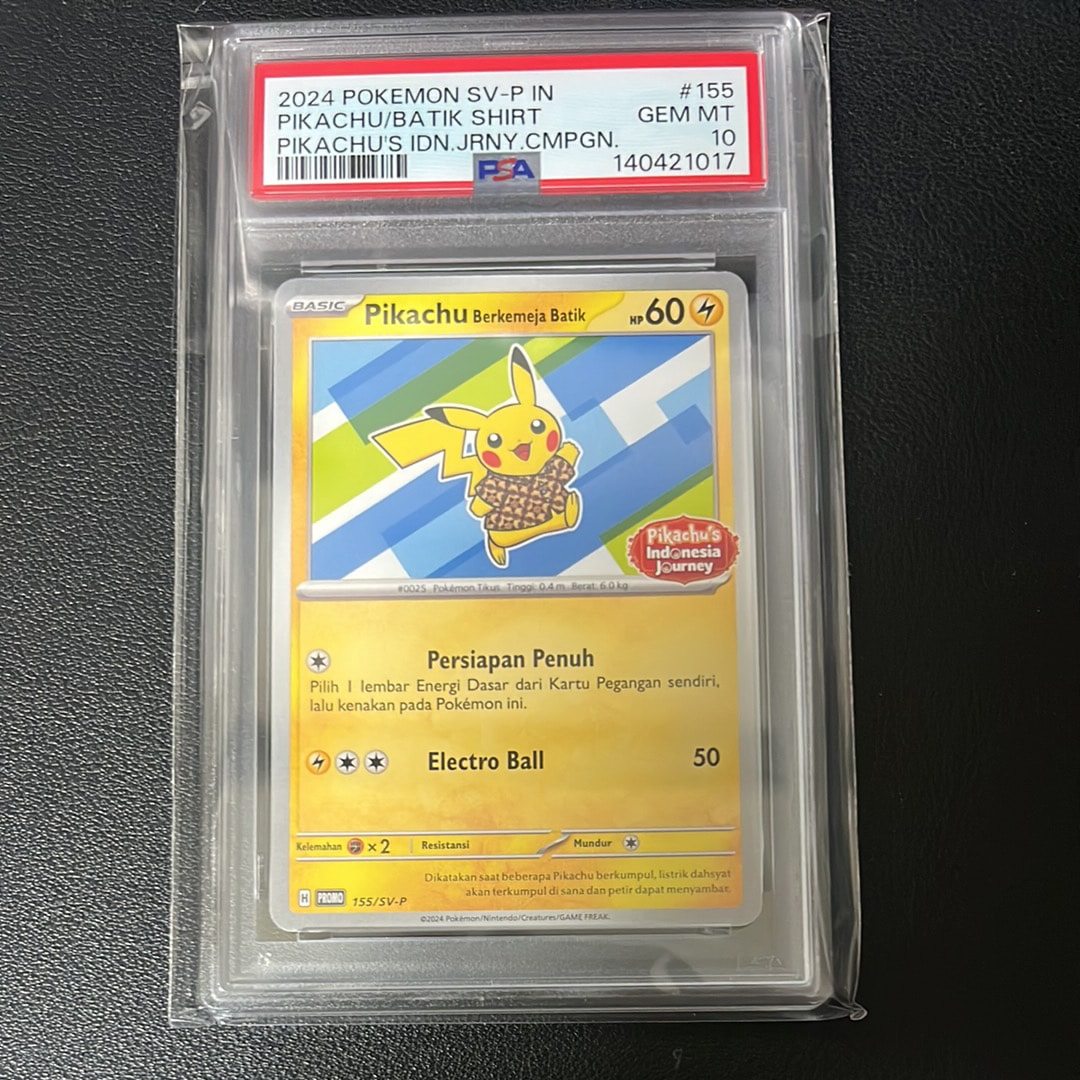 2024 POKEMON SV-P IN #155
PIKACHU/BATIK SHIRT GEM MT
PIKACHU'S IDN.JRNY.CMPGN. 10
PSA 140421017
BASIC Pikachu Berkemeja Batik HP 60
Pikachu's
Indonesia
Journey
#0025 Pokémon Tikus Tinggi: 0.4 m Berat: 6.0 kg
Persiapan Penuh
Pilih 1 lembar Energi Dasar dari Kartu Pegangan sendiri,
lalu kenakan pada Pokémon ini.
Electro Ball 50
Kelemahan ×2 Resistansi Mundur
Dikatakan saat beberapa Pikachu berkumpul, listrik dahsyat
akan terkumpul di sana dan petir dapat menyambar.
H PROMO 155/SV-P
©2024 Pokémon/Nintendo/Creatures/GAME FREAK.